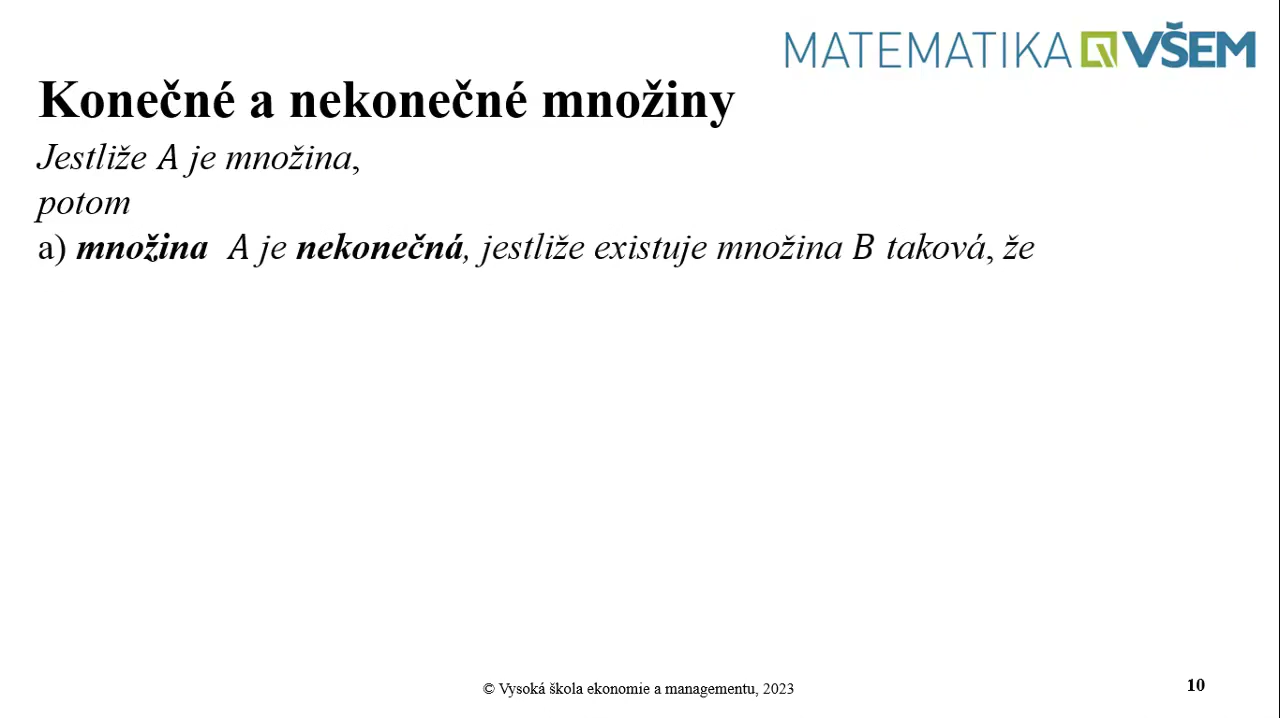 MATEMATIKA VŠEM
Konečné a nekonečné množiny
Jestliže A je množina,
potom
a) množina A je nekonečná, jestliže existuje množina B taková, že
© Vysoká škola ekonomie a managementu, 2023
10